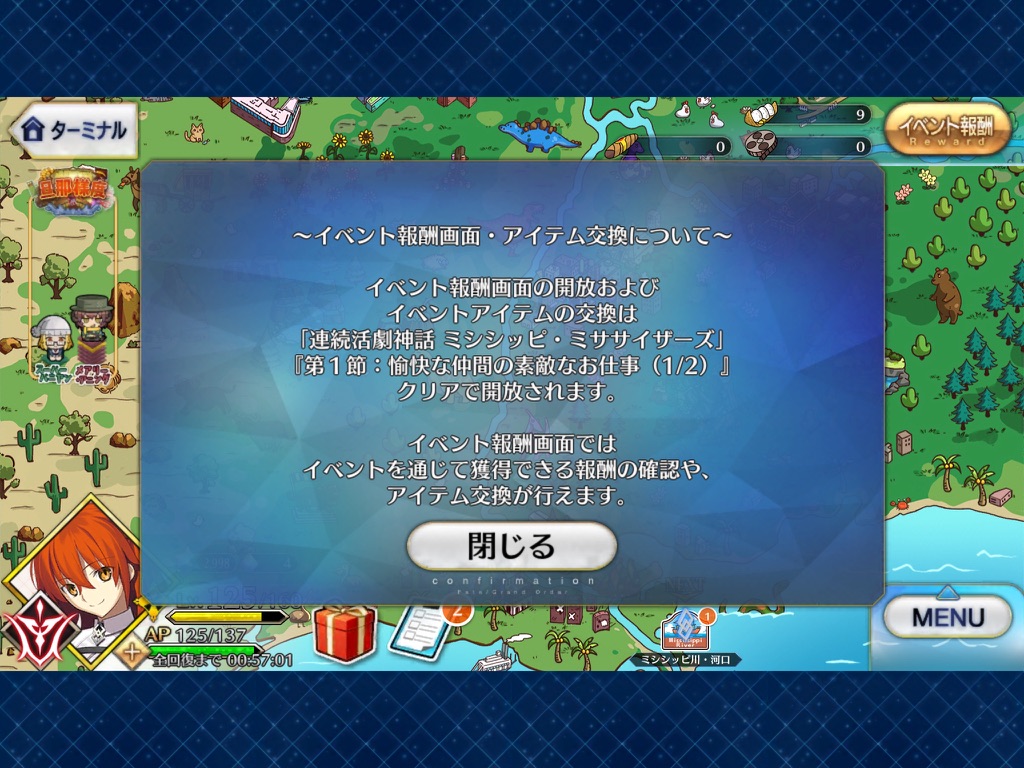 ターミナル
9
0
0
イベント報酬
Reward
旦那様度
～イベント報酬画面・アイテム交換について～
イベント報酬画面の開放および
イベントアイテムの交換は
「連続活劇神話 ミシシッピ・ミササイザーズ」
『第１節：愉快な仲間の素敵なお仕事（1/2）』
クリアで開放されます。
イベント報酬画面では
イベントを通じて獲得できる報酬の確認や、
アイテム交換が行えます。
閉じる
confirmation
Fate/Grand Order
AP 125/137
全回復まで 00:57:01
2
1
Mississippi
River
ミシシッピ川・河口
MENU